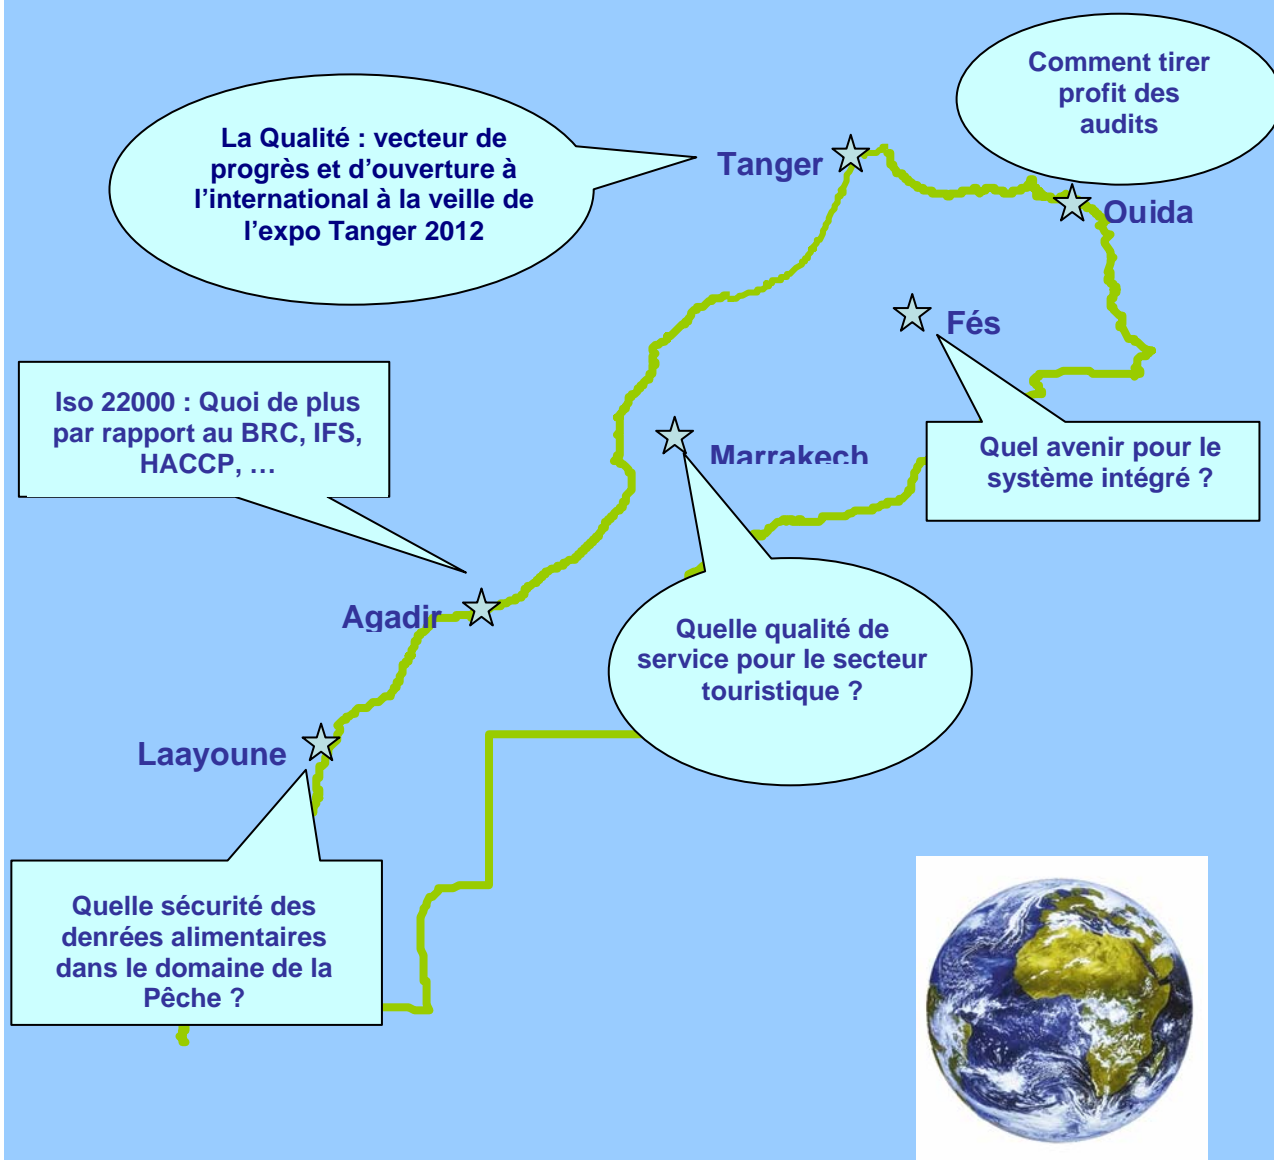 Comment tirer
profit des
audits
La Qualité : vecteur de
progrès et d’ouverture à
l’international à la veille de
l’expo Tanger 2012
Tanger
Oujda
Fés
Iso 22000 : Quoi de plus
par rapport au BRC, IFS,
HACCP, …
Marrakech
Quel avenir pour le
système intégré ?
Agadir
Quelle qualité de
service pour le secteur
touristique ?
Laayoune
Quelle sécurité des
denrées alimentaires
dans le domaine de la
Pêche ?